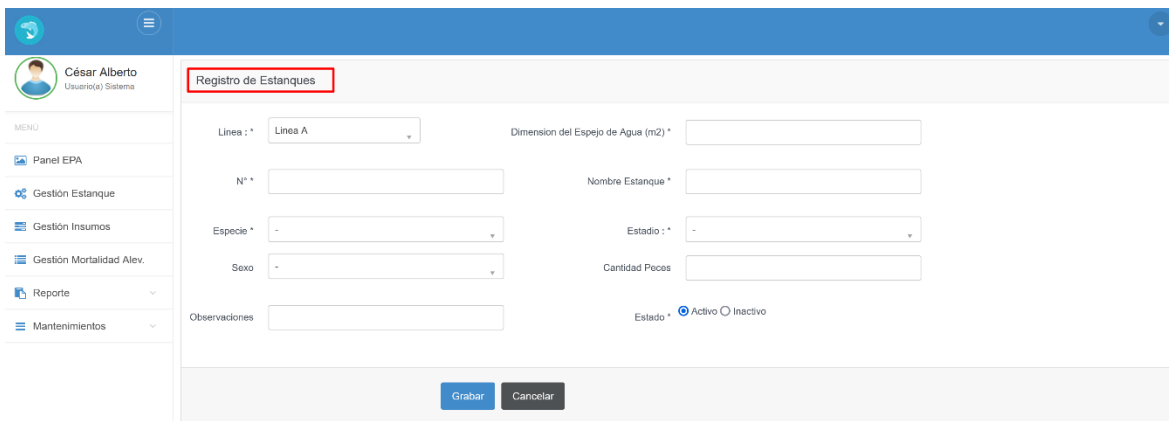 César Alberto
Usuario(a) Sistema
MENU
Panel EPA
Gestión Estanque
Gestión Insumos
Gestión Mortalidad Alev.
Reporte
Mantenimientos
Registro de Estanques
Linea : * Linea A Dimension del Espejo de Agua (m2) *
N° * Nombre Estanque *
Especie * - Estadio : * -
Sexo - Cantidad Peces
Observaciones Estado * Activo Inactivo
Grabar Cancelar